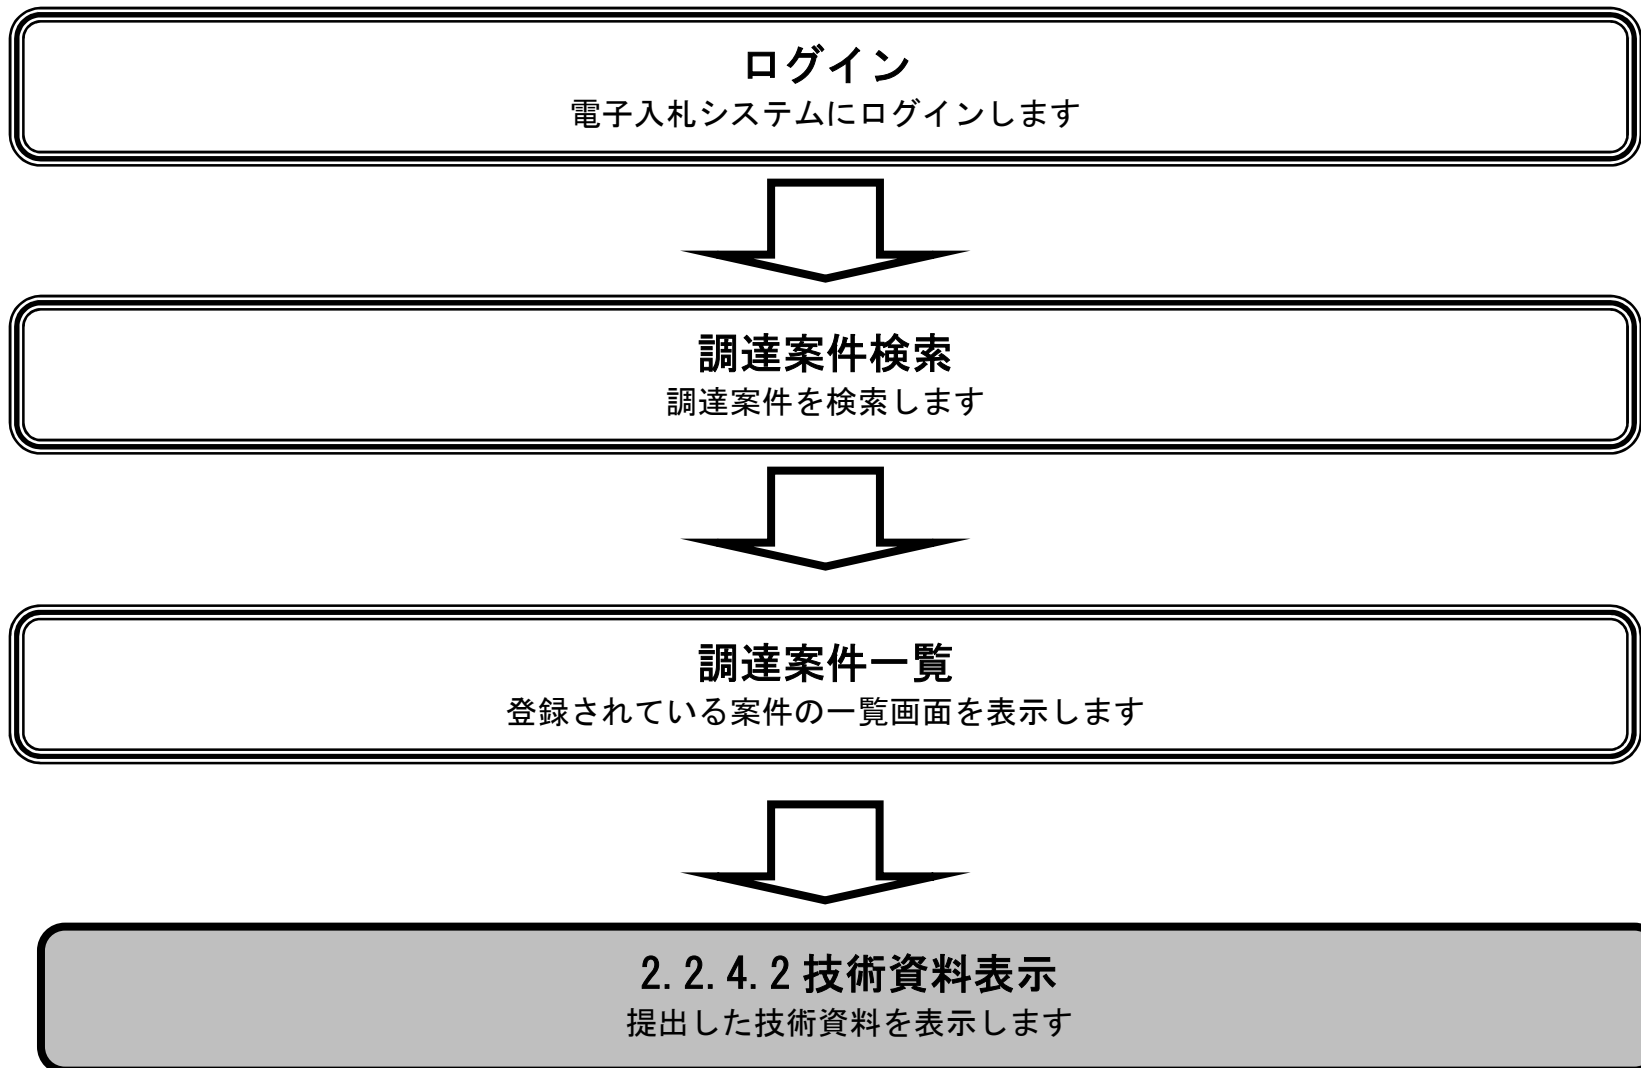 ログイン
電子入札システムにログインします
調達案件検索
調達案件を検索します
調達案件一覧
登録されている案件の一覧画面を表示します
2.2.4.2技術資料表示
提出した技術資料を表示します